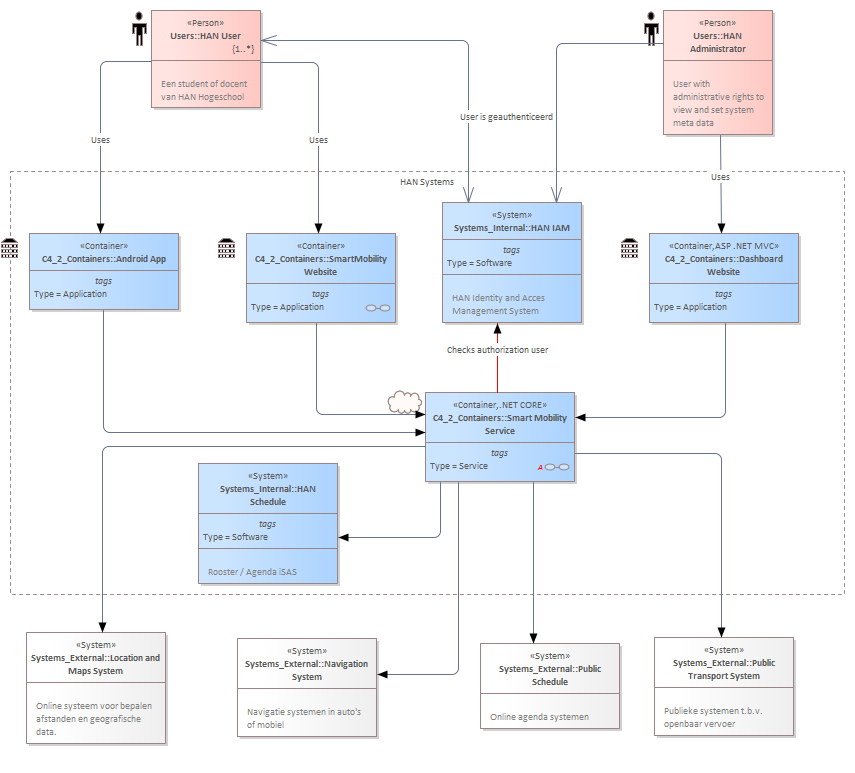 «Person»
Users::HAN User
{1..*}
Een student of docent
van HAN Hogeschool
«Person»
Users::HAN
Administrator
User with
administrative rights to
view and set system
meta data
User is geauthenticeerd
Uses
Uses
Uses
HAN Systems
«Container»
C4_2_Containers::Android App
tags
Type = Application
«Container»
C4_2_Containers::SmartMobility
Website
tags
Type = Application
«System»
Systems_Internal::HAN IAM
tags
Type = Software
HAN Identity and Acces
Management System
«Container,ASP .NET MVC»
C4_2_Containers::Dashboard
Website
tags
Type = Application
Checks authorization user
«Container,.NET CORE»
C4_2_Containers::Smart Mobility
Service
tags
Type = Service
A
«System»
Systems_Internal::HAN
Schedule
tags
Type = Software
Rooster / Agenda iSAS
«System»
Systems_External::Location and
Maps System
Online systeem voor bepalen
afstanden en geografische
data.
«System»
Systems_External::Navigation
System
Navigatie systemen in auto's
of mobiel
«System»
Systems_External::Public
Schedule
Online agenda systemen
«System»
Systems_External::Public
Transport System
Publieke systemen t.b.v.
openbaar vervoer